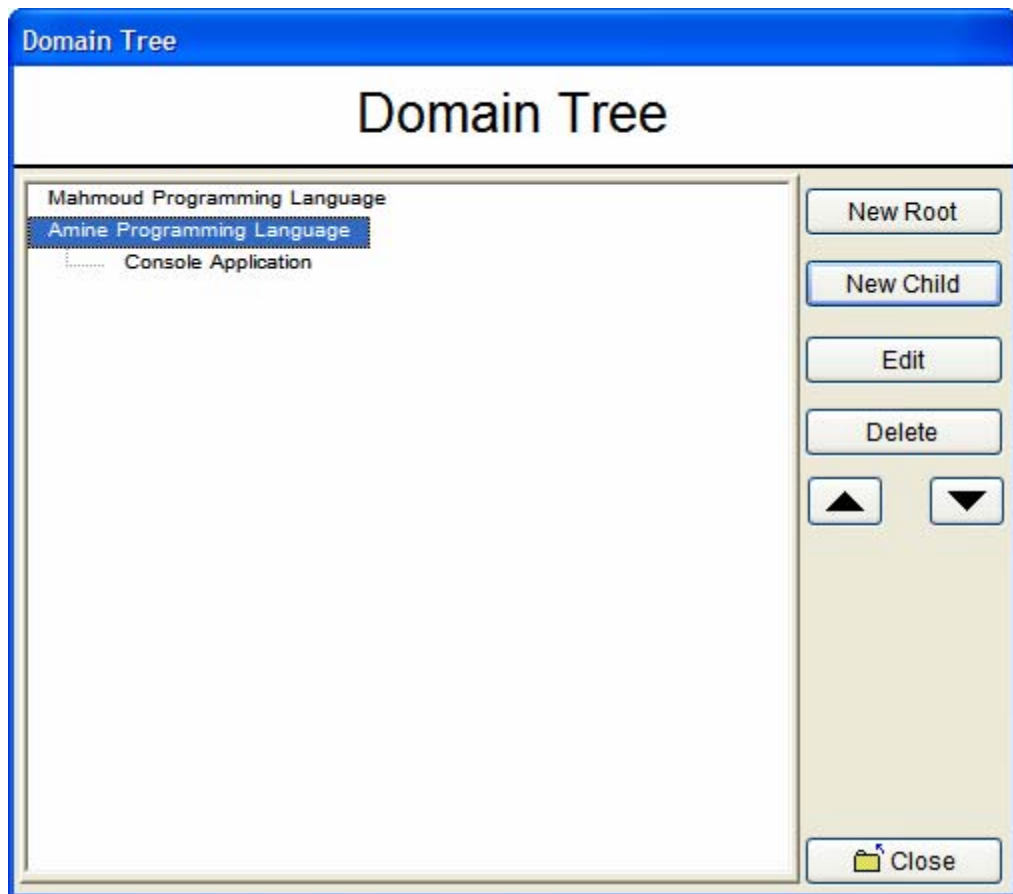 Domain Tree
Domain Tree
Mahmoud Programming Language
Amine Programming Language
Console Application
New Root
New Child
Edit
Delete
Close